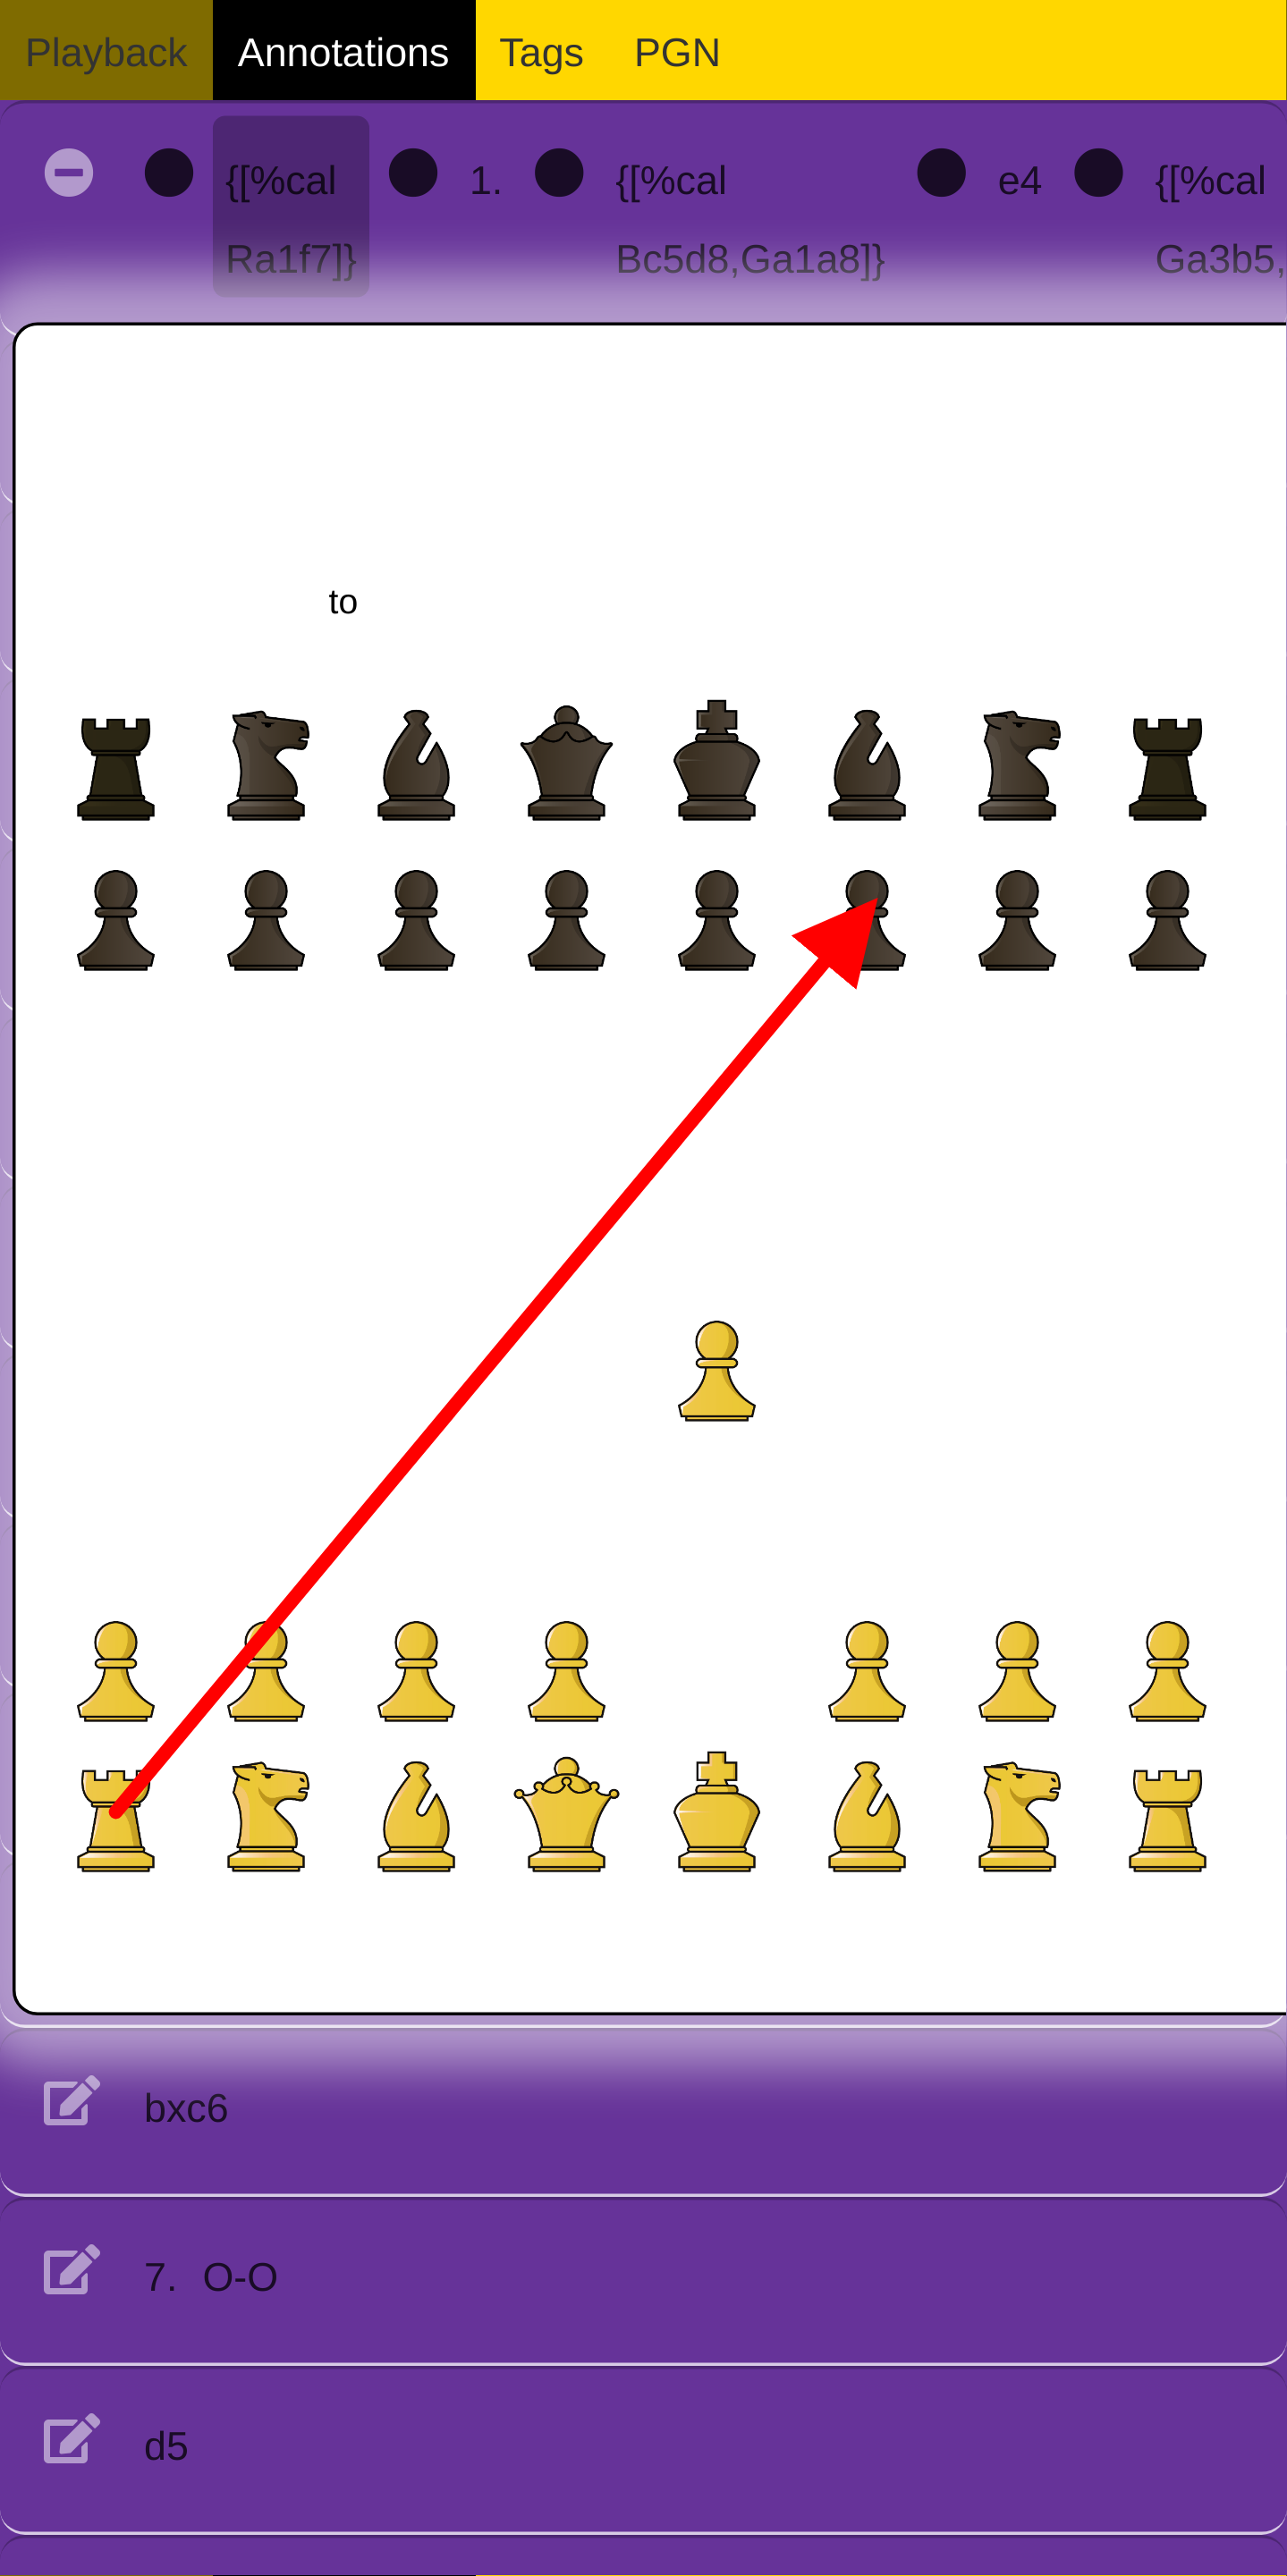 Playback Annotations Tags PGN
{[%cal 1. {[%cal e4 {[%cal
Ra1f7]} Bc5d8,Ga1a8]} Ga3b5,
to
bxc6
7. O-O
d5